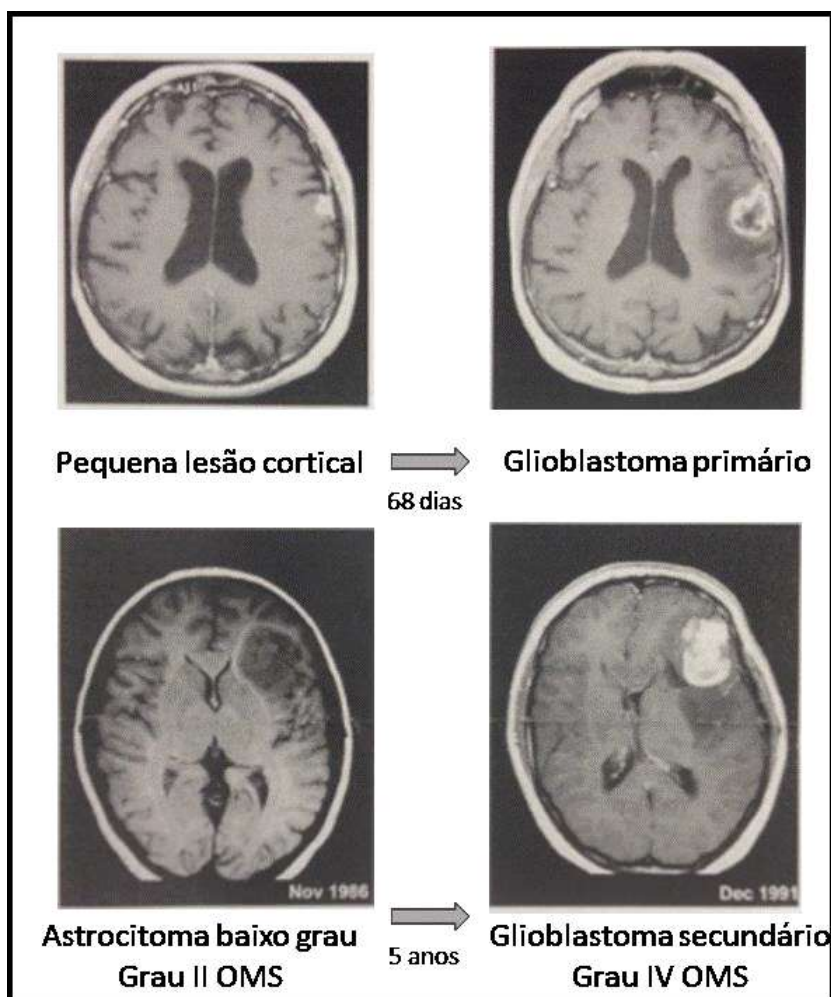 Pequena lesão cortical
68 dias
Glioblastoma primário
Nov 1986
Dec 1991
Astrocitoma baixo grau
Grau II OMS
5 anos
Glioblastoma secundário
Grau IV OMS